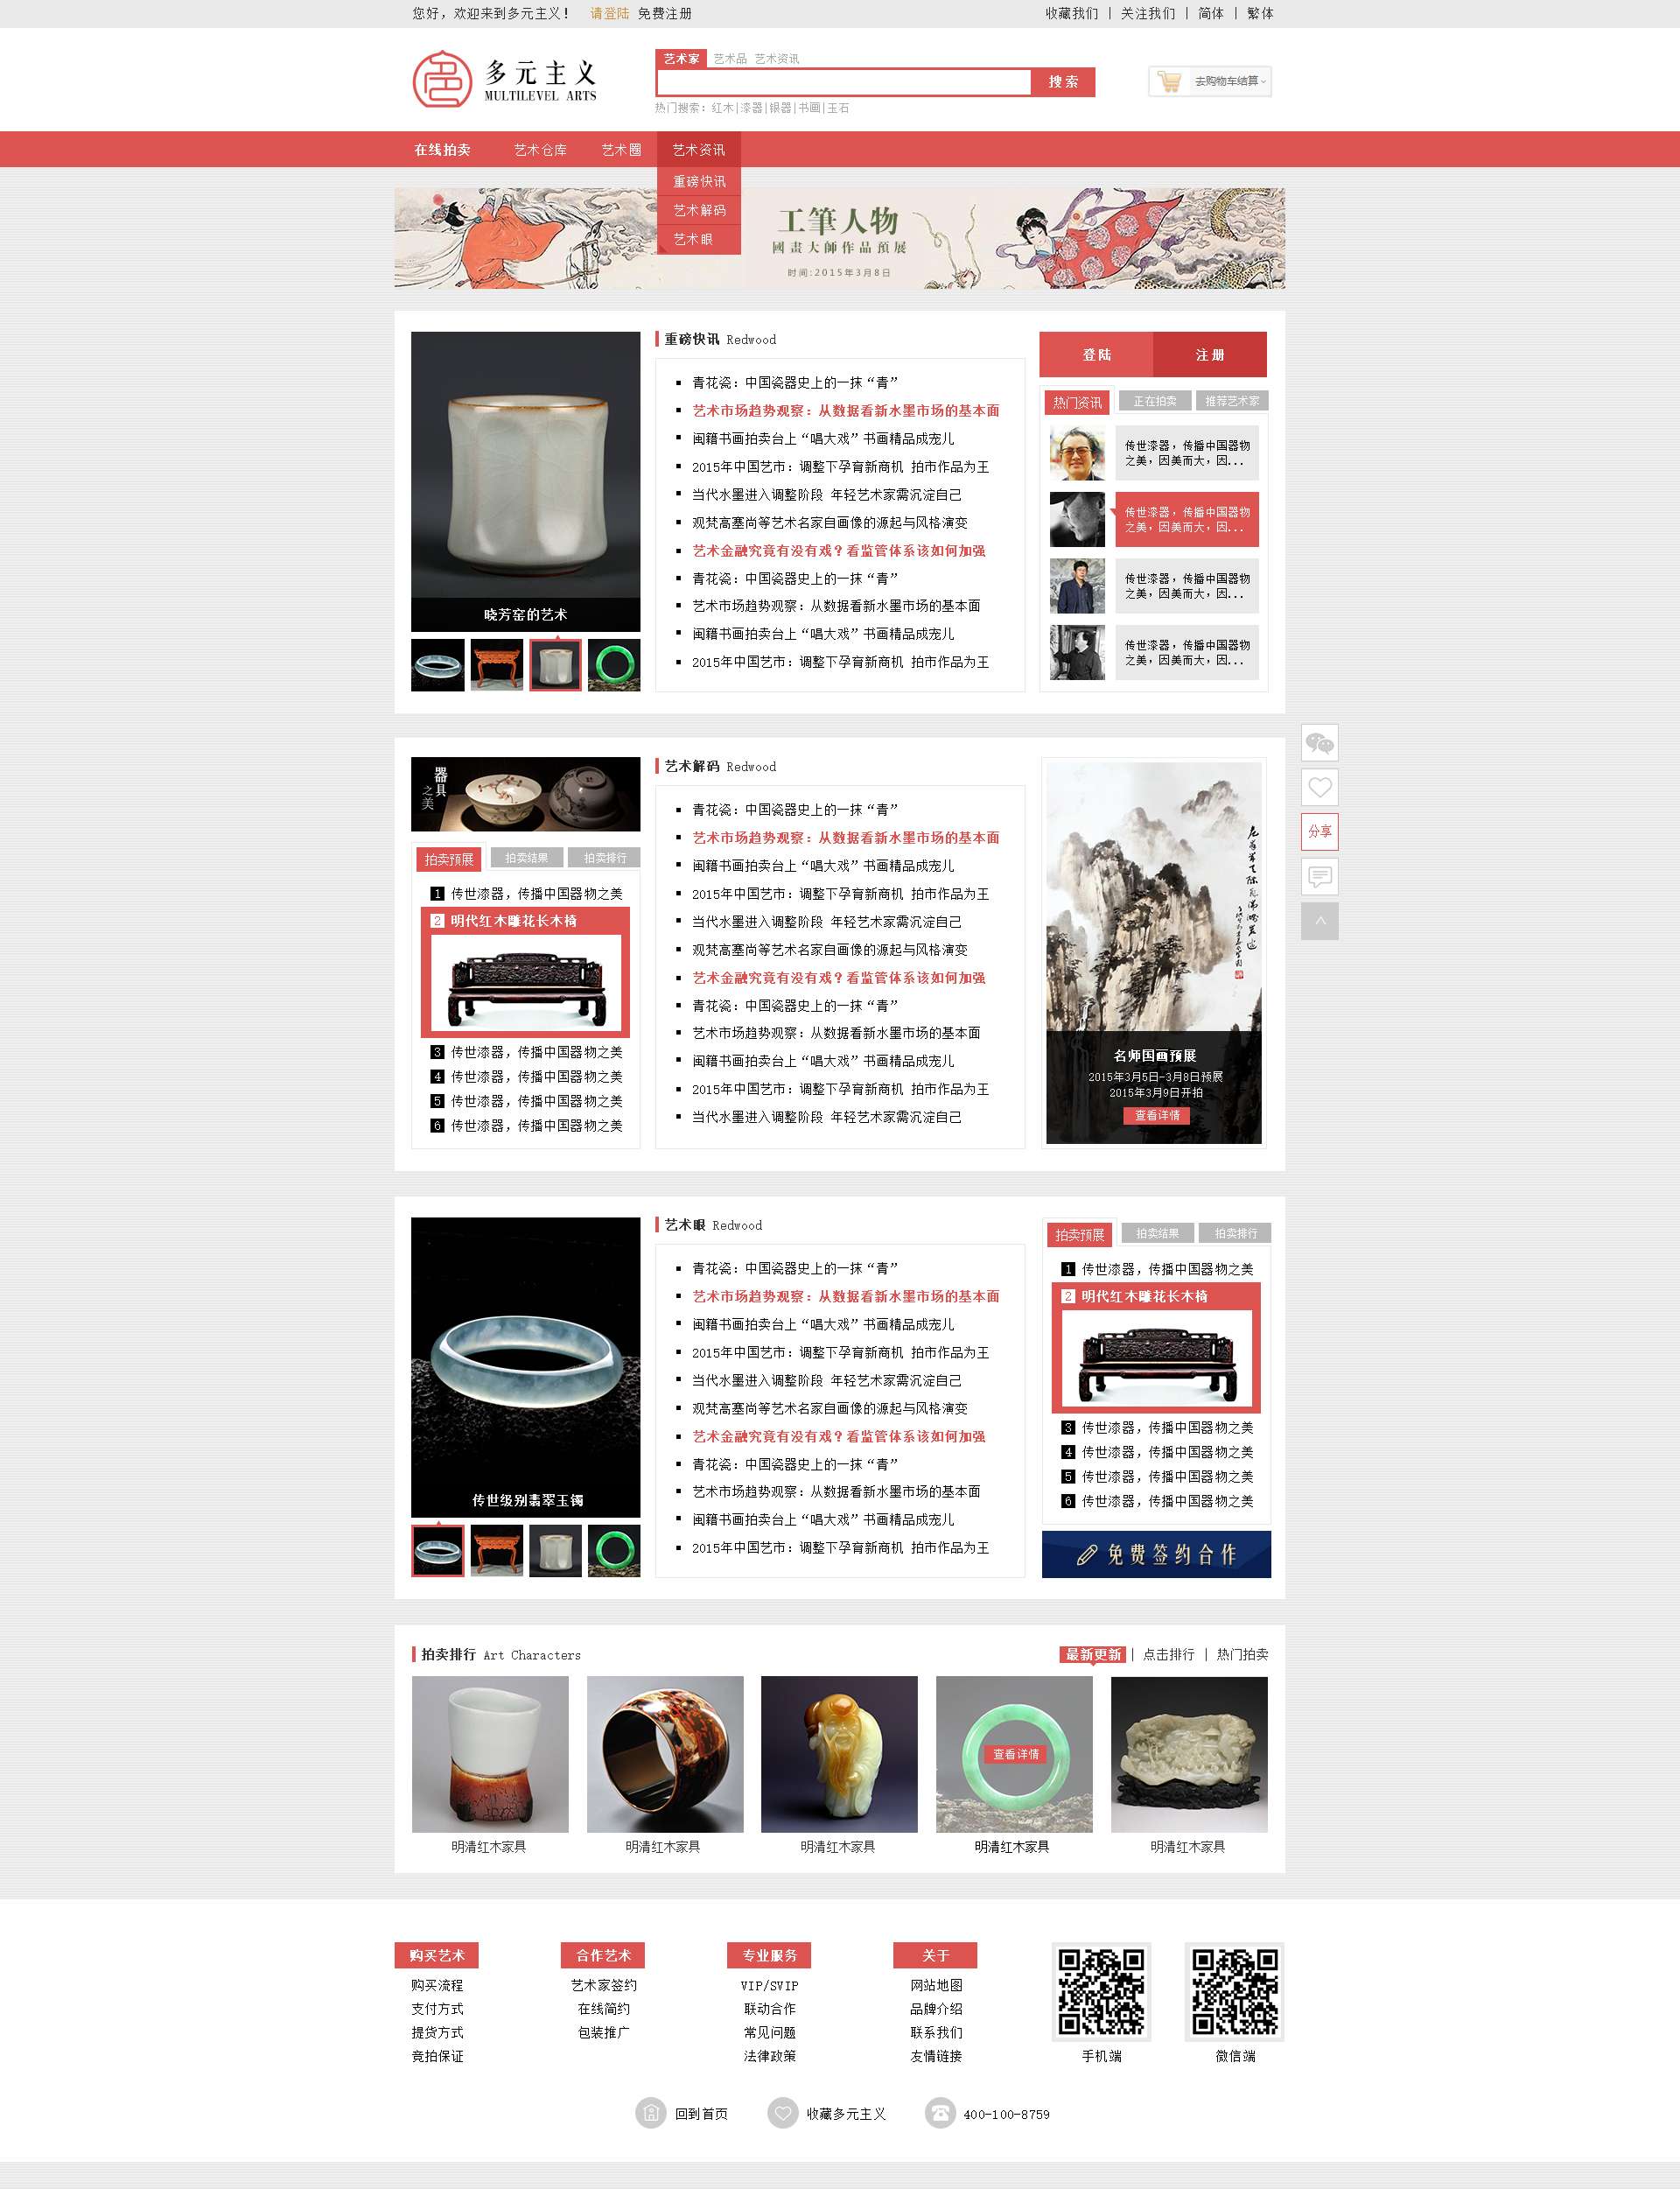 您好，欢迎来到多元主义！ 请登陆 免费注册
收藏我们 | 关注我们 | 简体 | 繁体
多元主义
MULTILEVEL ARTS
艺术家 艺术品 艺术资讯
搜索
热门搜索：红木|漆器|银器|书画|玉石
去购物车结算
在线拍卖 艺术仓库 艺术圈 艺术资讯
重磅快讯
艺术解码
艺术眼
工筆人物
國畫大師作品預展
时间:2015年3月8日
晓芳窑的艺术
重磅快讯 Redwood
青花瓷：中国瓷器史上的一抹“青”
艺术市场趋势观察：从数据看新水墨市场的基本面
闽籍书画拍卖台上“唱大戏”书画精品成宠儿
2015年中国艺市：调整下孕育新商机 拍市作品为王
当代水墨进入调整阶段 年轻艺术家需沉淀自己
观梵高塞尚等艺术名家自画像的源起与风格演变
艺术金融究竟有没有戏？看监管体系该如何加强
青花瓷：中国瓷器史上的一抹“青”
艺术市场趋势观察：从数据看新水墨市场的基本面
闽籍书画拍卖台上“唱大戏”书画精品成宠儿
2015年中国艺市：调整下孕育新商机 拍市作品为王
登陆 注册
热门资讯 正在拍卖 推荐艺术家
传世漆器，传播中国器物
之美，因美而大，因...
传世漆器，传播中国器物
之美，因美而大，因...
传世漆器，传播中国器物
之美，因美而大，因...
传世漆器，传播中国器物
之美，因美而大，因...
分享
器具
之美
拍卖预展 拍卖结果 拍卖排行
1 传世漆器，传播中国器物之美
2 明代红木雕花长木椅
3 传世漆器，传播中国器物之美
4 传世漆器，传播中国器物之美
5 传世漆器，传播中国器物之美
6 传世漆器，传播中国器物之美
艺术解码 Redwood
青花瓷：中国瓷器史上的一抹“青”
艺术市场趋势观察：从数据看新水墨市场的基本面
闽籍书画拍卖台上“唱大戏”书画精品成宠儿
2015年中国艺市：调整下孕育新商机 拍市作品为王
当代水墨进入调整阶段 年轻艺术家需沉淀自己
观梵高塞尚等艺术名家自画像的源起与风格演变
艺术金融究竟有没有戏？看监管体系该如何加强
青花瓷：中国瓷器史上的一抹“青”
艺术市场趋势观察：从数据看新水墨市场的基本面
闽籍书画拍卖台上“唱大戏”书画精品成宠儿
2015年中国艺市：调整下孕育新商机 拍市作品为王
当代水墨进入调整阶段 年轻艺术家需沉淀自己
名师国画预展
2015年3月5日-3月8日预展
2015年3月9日开拍
查看详情
传世级别翡翠玉镯
艺术眼 Redwood
青花瓷：中国瓷器史上的一抹“青”
艺术市场趋势观察：从数据看新水墨市场的基本面
闽籍书画拍卖台上“唱大戏”书画精品成宠儿
2015年中国艺市：调整下孕育新商机 拍市作品为王
当代水墨进入调整阶段 年轻艺术家需沉淀自己
观梵高塞尚等艺术名家自画像的源起与风格演变
艺术金融究竟有没有戏？看监管体系该如何加强
青花瓷：中国瓷器史上的一抹“青”
艺术市场趋势观察：从数据看新水墨市场的基本面
闽籍书画拍卖台上“唱大戏”书画精品成宠儿
2015年中国艺市：调整下孕育新商机 拍市作品为王
拍卖预展 拍卖结果 拍卖排行
1 传世漆器，传播中国器物之美
2 明代红木雕花长木椅
3 传世漆器，传播中国器物之美
4 传世漆器，传播中国器物之美
5 传世漆器，传播中国器物之美
6 传世漆器，传播中国器物之美
免费签约合作
拍卖排行 Art Characters
最新更新 | 点击排行 | 热门拍卖
查看详情
明清红木家具 明清红木家具 明清红木家具 明清红木家具 明清红木家具
购买艺术
购买流程
支付方式
提货方式
竞拍保证
合作艺术
艺术家签约
在线简约
包装推广
专业服务
VIP/SVIP
联动合作
常见问题
法律政策
关于
网站地图
品牌介绍
联系我们
友情链接
手机端 微信端
回到首页 收藏多元主义 400-100-8759